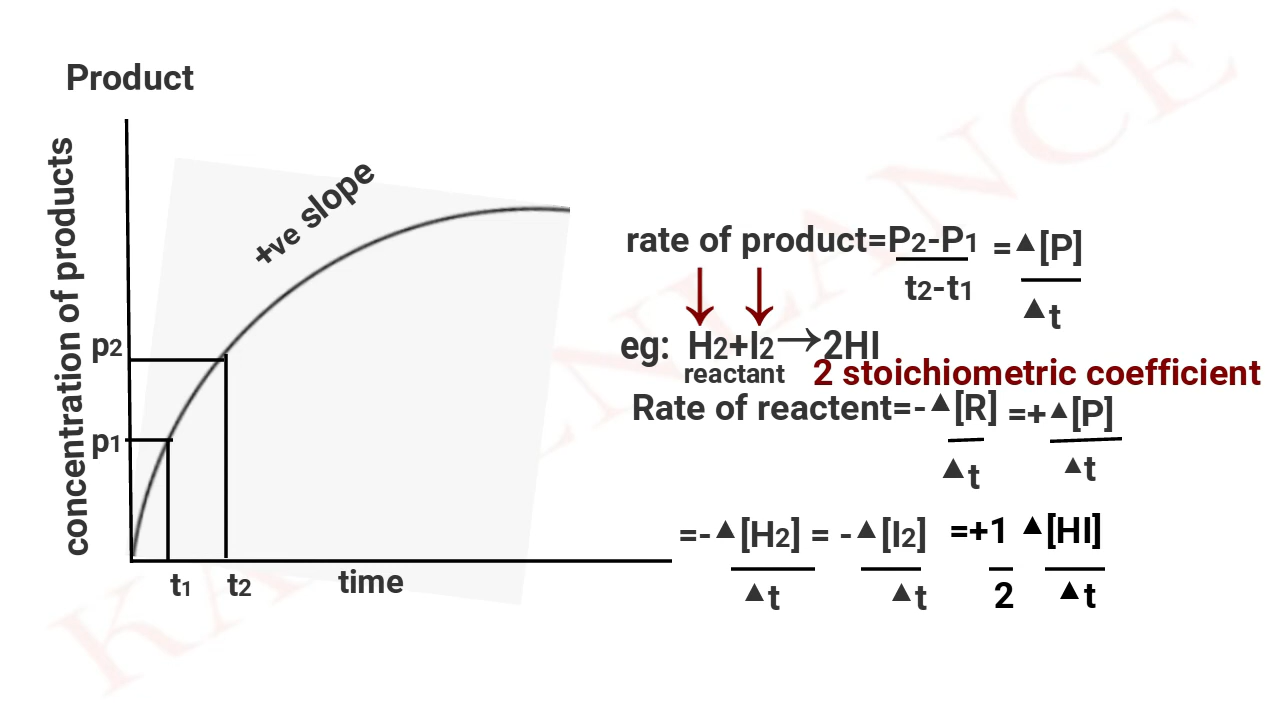 Product
concentration of products
+ve slope
p2
p1
t1 t2 time
rate of product=P2-P1 =▲[P]
t2-t1 ▲t
eg: H2+I2→2HI
reactant 2 stoichiometric coefficient
Rate of reactent=-▲[R] =+▲[P]
▲t ▲t
=-▲[H2] = -▲[I2] =+1 ▲[HI]
▲t ▲t 2 ▲t